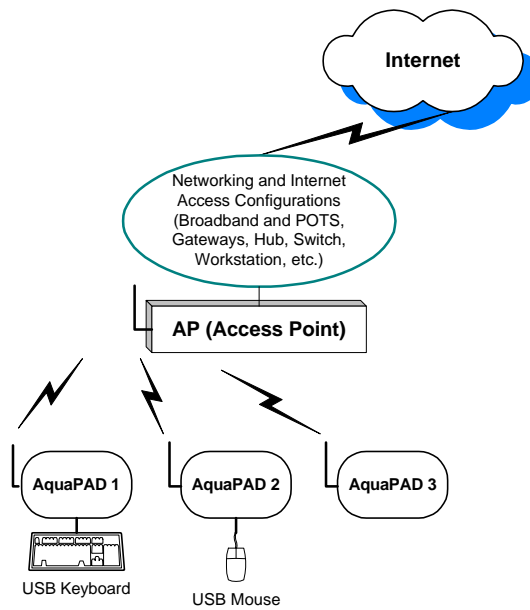 Internet
Networking and Internet
Access Configurations
(Broadband and POTS,
Gateways, Hub, Switch,
Workstation, etc.)
AP (Access Point)
AquaPAD 1
AquaPAD 2
AquaPAD 3
USB Keyboard
USB Mouse